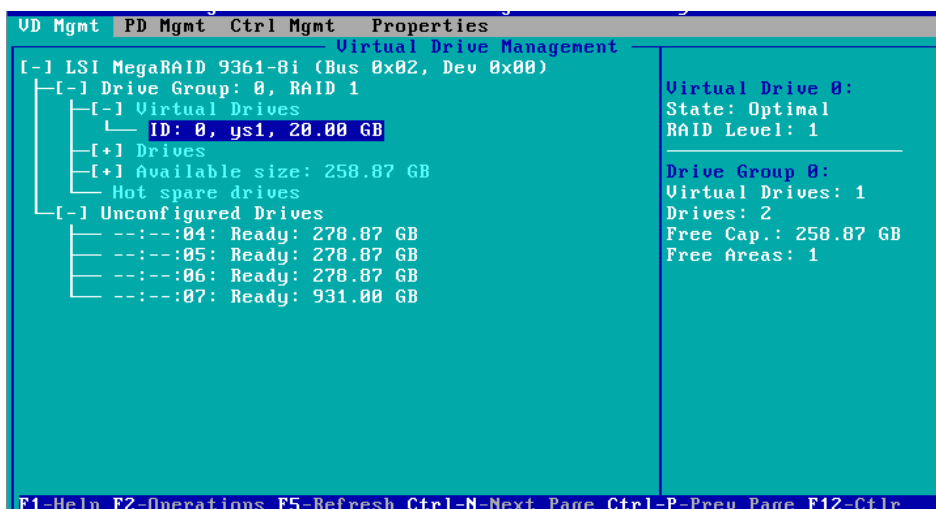 VD Mgmt PD Mgmt Ctrl Mgmt Properties
Virtual Drive Management
[-] LSI MegaRAID 9361-8i (Bus 0x02, Dev 0x00)
[-] Drive Group: 0, RAID 1
[-] Virtual Drives
ID: 0, ys1, 20.00 GB
[+] Drives
[+] Available size: 258.87 GB
Hot spare drives
[-] Unconfigured Drives
--:--:04: Ready: 278.87 GB
--:--:05: Ready: 278.87 GB
--:--:06: Ready: 278.87 GB
--:--:07: Ready: 931.00 GB
Virtual Drive 0:
State: Optimal
RAID Level: 1
Drive Group 0:
Virtual Drives: 1
Drives: 2
Free Cap.: 258.87 GB
Free Areas: 1
F1-Help F2-Operations F5-Refresh Ctrl-N-Next Page Ctrl-P-Prev Page F12-Ctlr